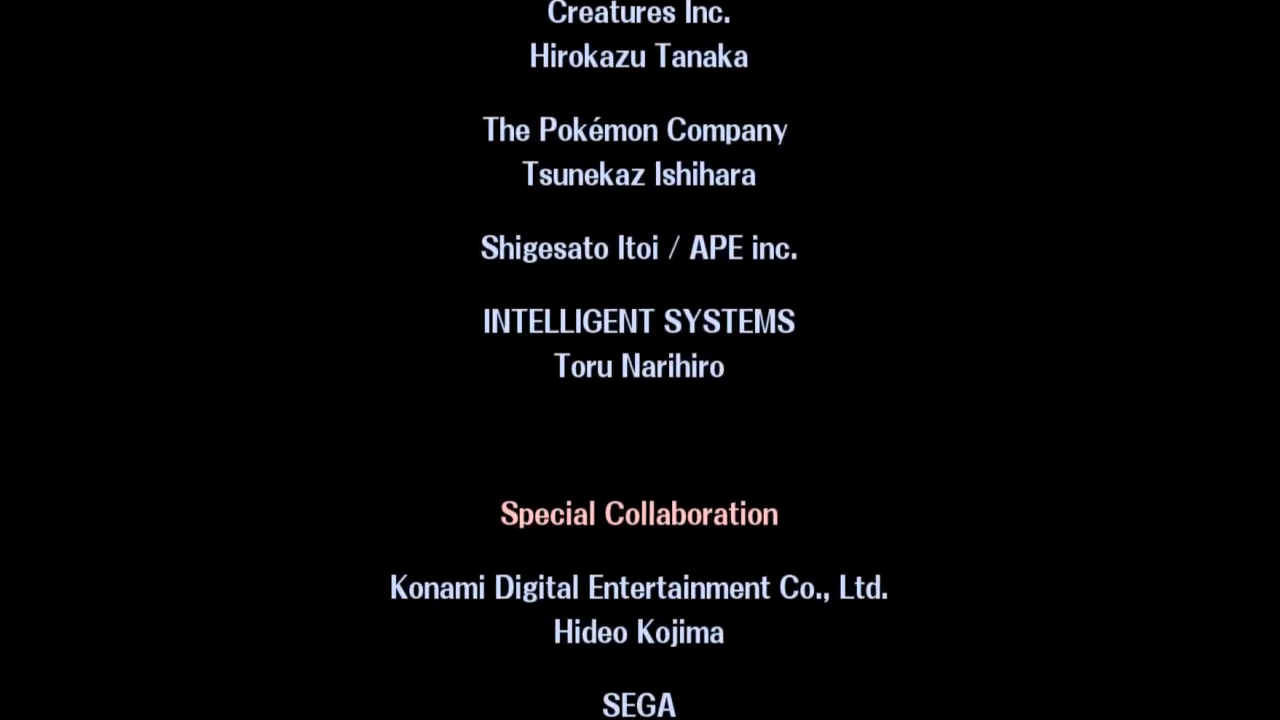 Creatures Inc.
Hirokazu Tanaka
The Pokémon Company
Tsunekaz Ishihara
Shigesato Itoi / APE inc.
INTELLIGENT SYSTEMS
Toru Narihiro
Special Collaboration
Konami Digital Entertainment Co., Ltd.
Hideo Kojima
SEGA